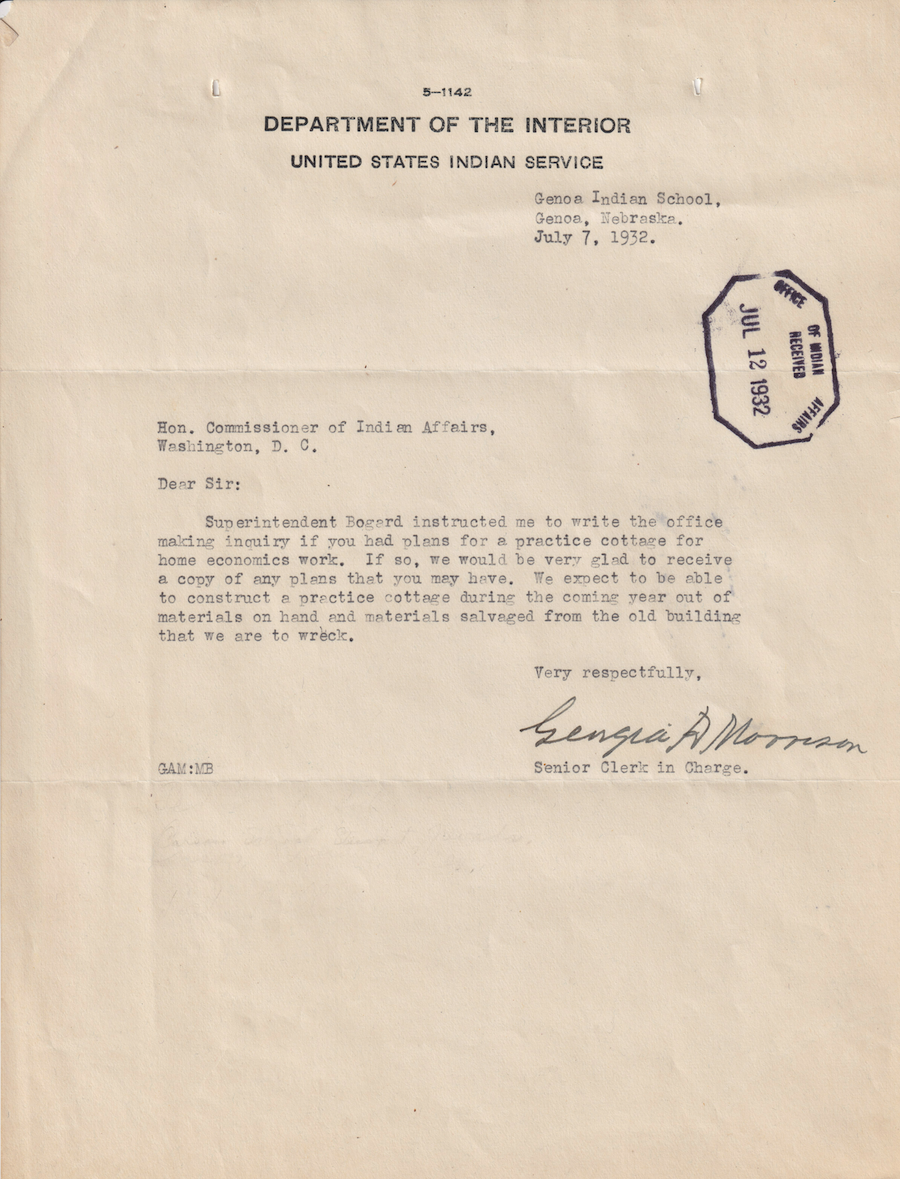 5—1142
DEPARTMENT OF THE INTERIOR
UNITED STATES INDIAN SERVICE
Genoa Indian School,
Genoa, Nebraska.
July 7, 1932.
OFFICE OF INDIAN AFFAIRS
RECEIVED
JUL 12 1932
Hon. Commissioner of Indian Affairs,
Washington, D. C.
Dear Sir:
Superintendent Bogard instructed me to write the office
making inquiry if you had plans for a practice cottage for
home economics work. If so, we would be very glad to receive
a copy of any plans that you may have. We expect to be able
to construct a practice cottage during the coming year out of
materials on hand and materials salvaged from the old building
that we are to wreck.
Very respectfully,
Georgia A Morrison
GAM:MB Senior Clerk in Charge.